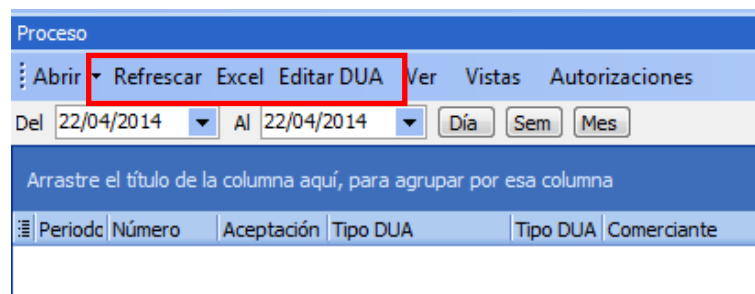 Proceso
Abrir Refrescar Excel Editar DUA Ver Vistas Autorizaciones
Del 22/04/2014 Al 22/04/2014 Día Sem Mes
Arrastre el título de la columna aquí, para agrupar por esa columna
Periodo Número Aceptación Tipo DUA Tipo DUA Comerciante